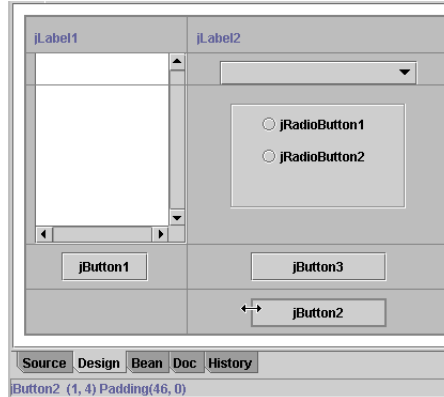 jLabel1 jLabel2
jRadioButton1
jRadioButton2
jButton1 jButton3
jButton2
Source Design Bean Doc History
jButton2 (1, 4) Padding(46, 0)